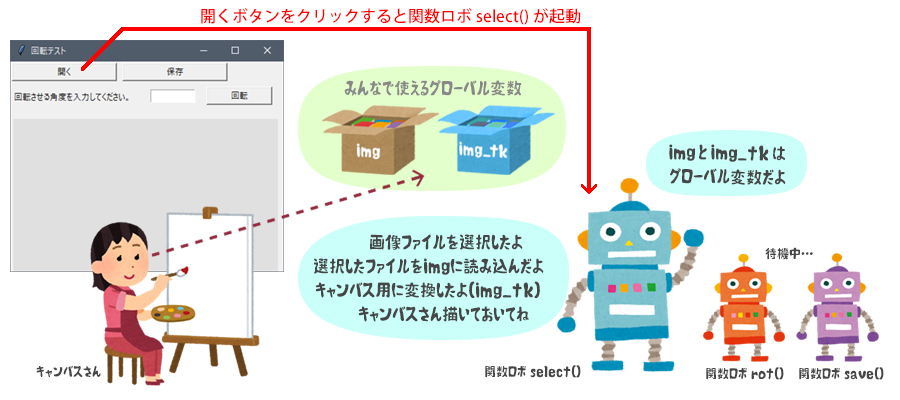 開くボタンをクリックすると関数ロボ select() が起動
回転テスト
開く
保存
回転させる角度を入力してください。
回転
みんなで使えるグローバル変数
img
img_tk
imgとimg_tk は
グローバル変数だよ
画像ファイルを選択したよ
選択したファイルをimgに読み込んだよ
キャンバス用に変換したよ(img_tk)
キャンバスさん描いておいてね
待機中…
キャンバスさん
関数ロボ select()
関数ロボ rot()
関数ロボ save()